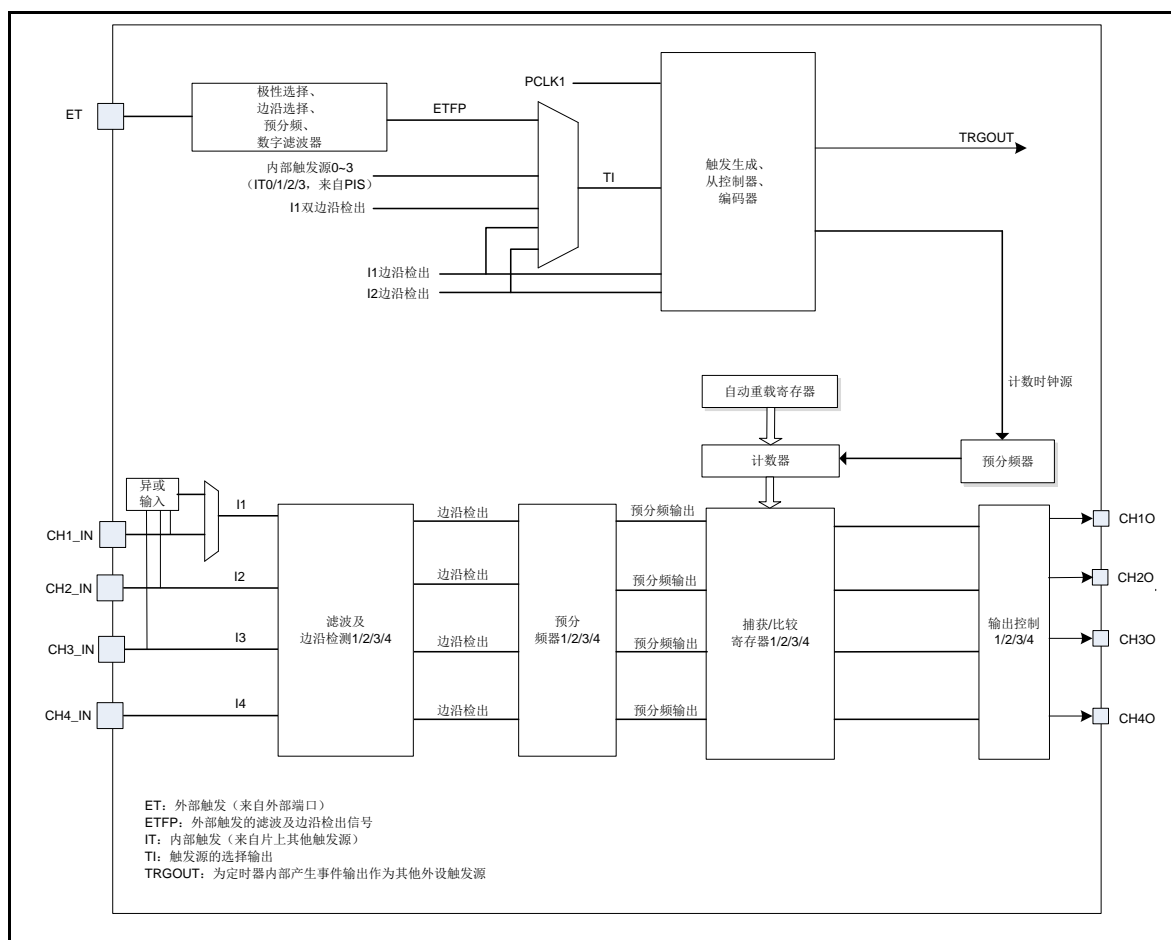 PCLK1
ET
极性选择、
边沿选择、
预分频、
数字滤波器
ETFP
内部触发源0~3
（IT0/1/2/3，来自PIS）
I1双边沿检出
TI
I1边沿检出
I2边沿检出
触发生成、
从控制器、
编码器
TRGOUT
计数时钟源
自动重载寄存器
计数器
预分频器
异或
输入
CH1_IN
CH2_IN
CH3_IN
CH4_IN
I1
I2
I3
I4
滤波及
边沿检测1/2/3/4
边沿检出
边沿检出
边沿检出
边沿检出
预分
频器1/2/3/4
预分频输出
预分频输出
预分频输出
预分频输出
捕获/比较
寄存器1/2/3/4
输出控制
1/2/3/4
CH1O
CH2O
CH3O
CH4O
ET：外部触发（来自外部端口）
ETFP：外部触发的滤波及边沿检出信号
IT：内部触发（来自片上其他触发源）
TI：触发源的选择输出
TRGOUT：为定时器内部产生事件输出作为其他外设触发源